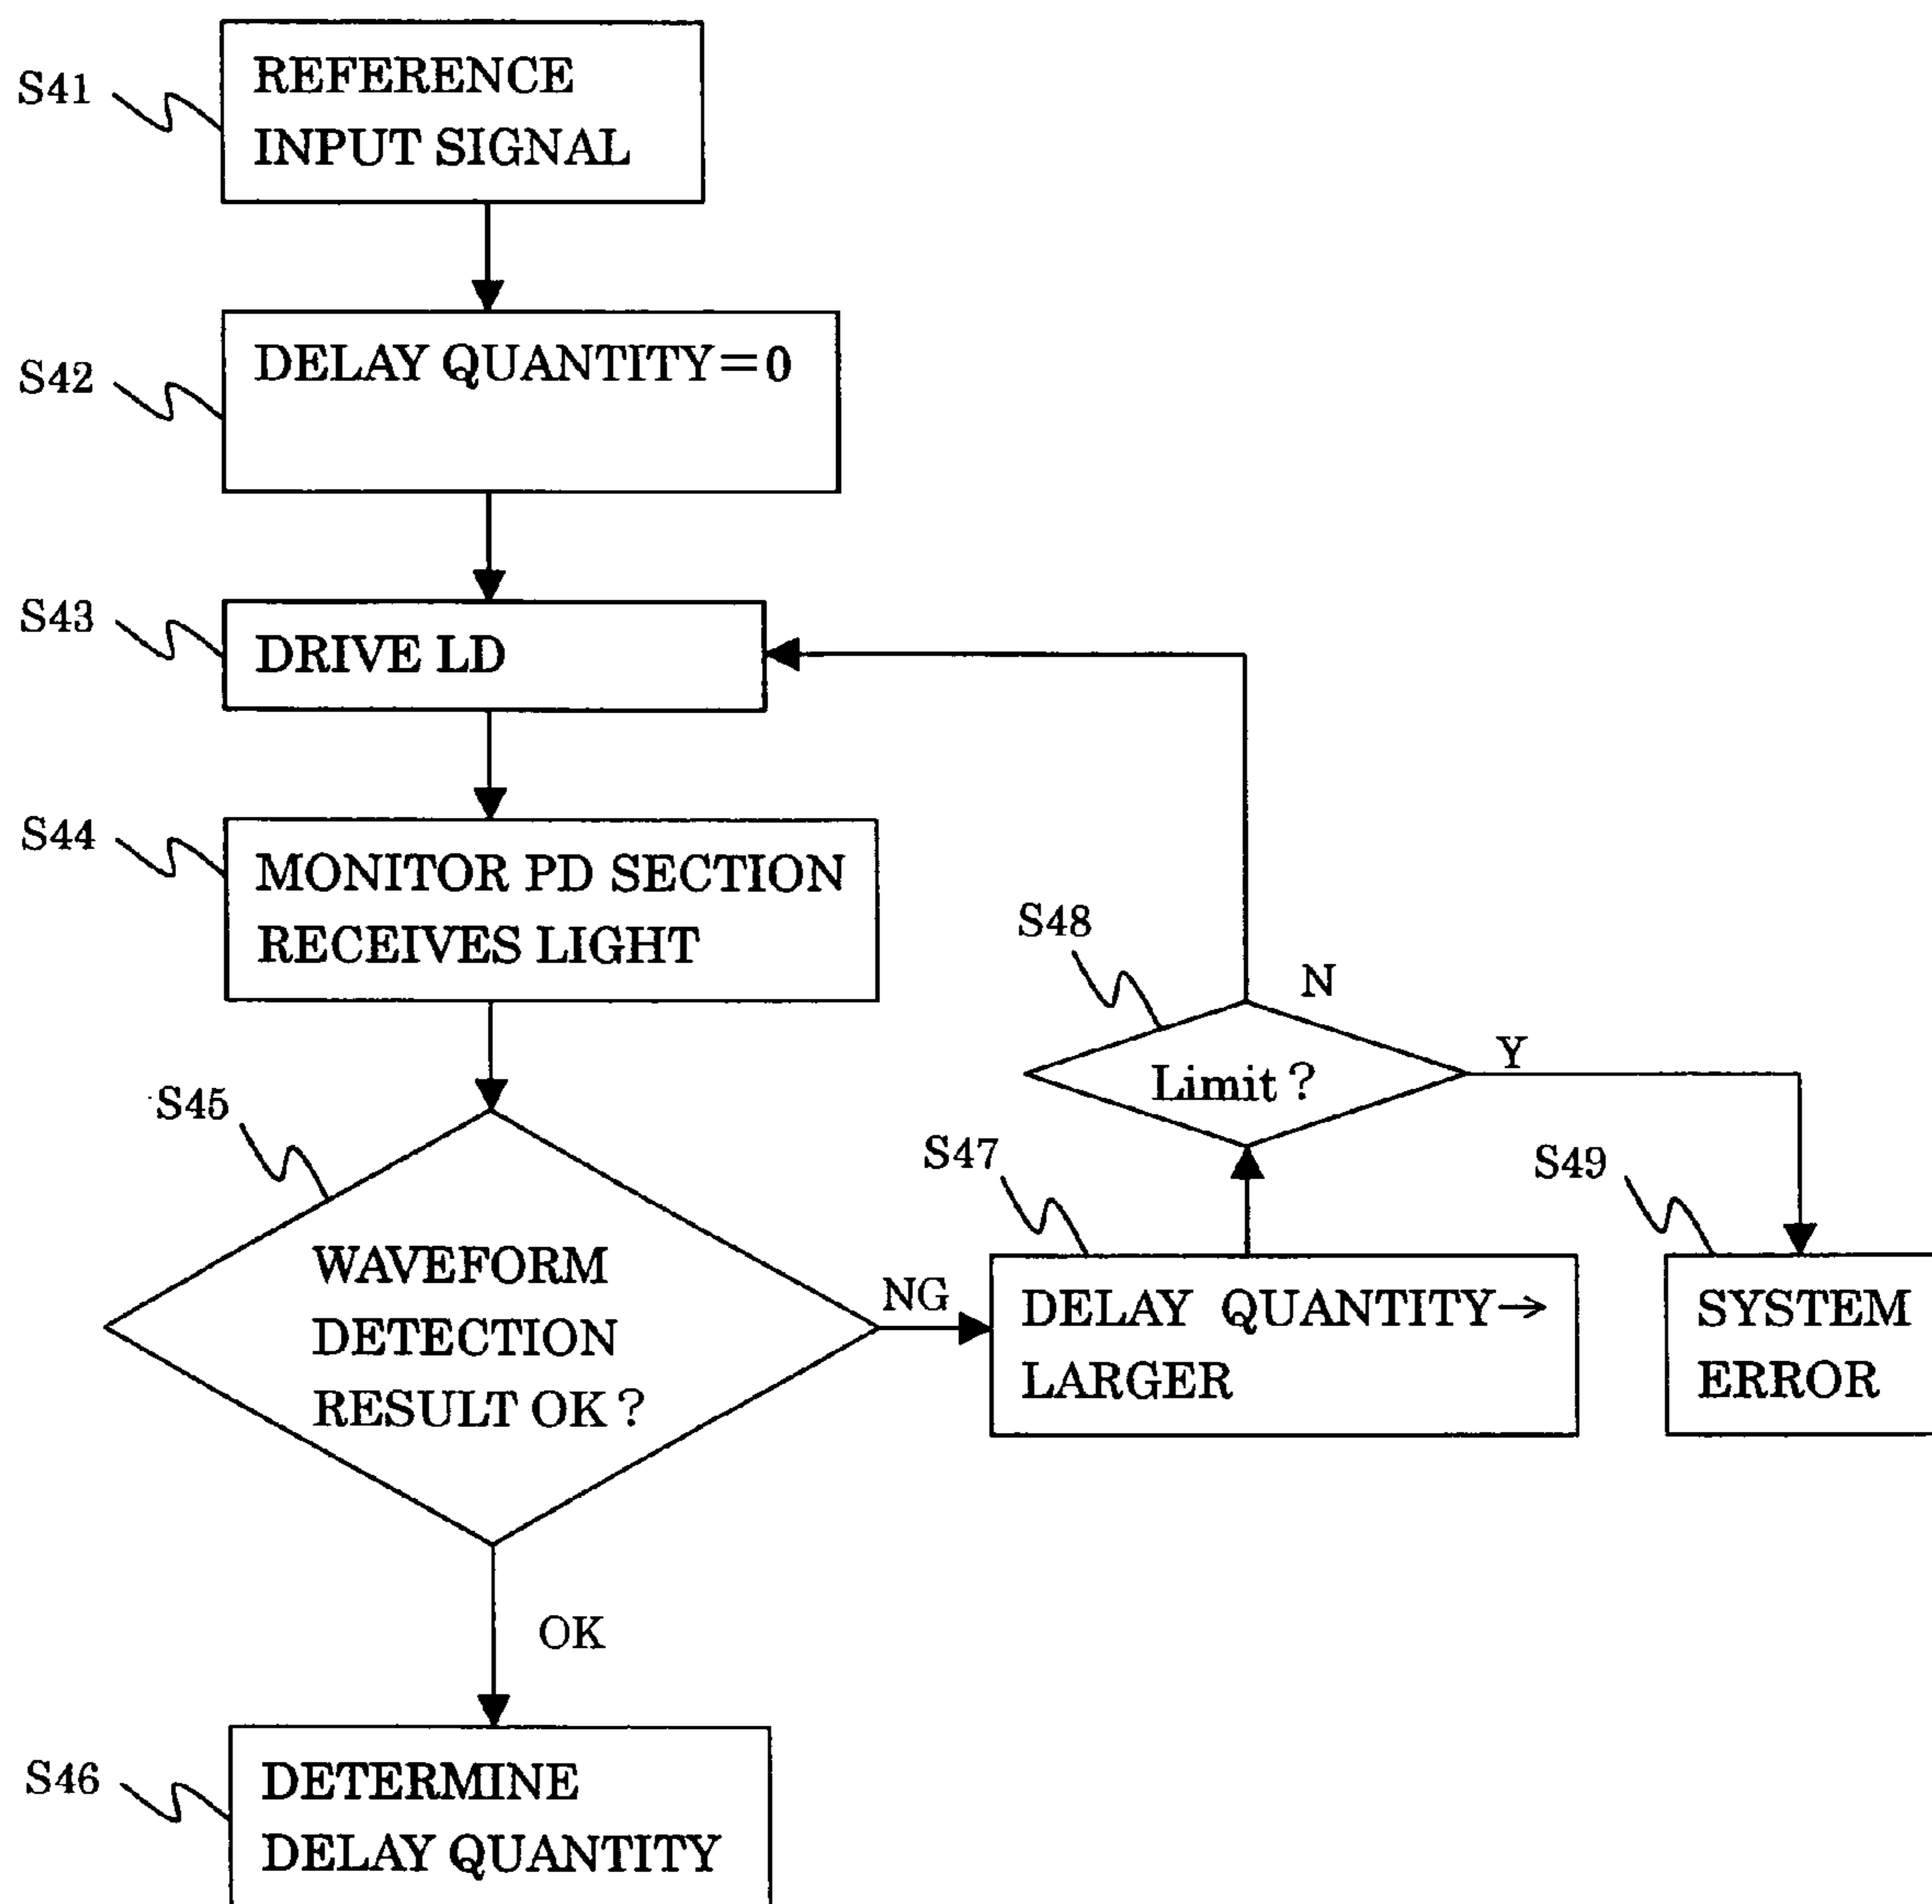 S41
REFERENCE
INPUT SIGNAL
S42
DELAY QUANTITY=0
S43
DRIVE LD
S44
MONITOR PD SECTION
RECEIVES LIGHT
S45
WAVEFORM
DETECTION
RESULT OK?
NG
OK
S46
DETERMINE
DELAY QUANTITY
S47
DELAY QUANTITY→
LARGER
S48
Limit?
N
Y
S49
SYSTEM
ERROR